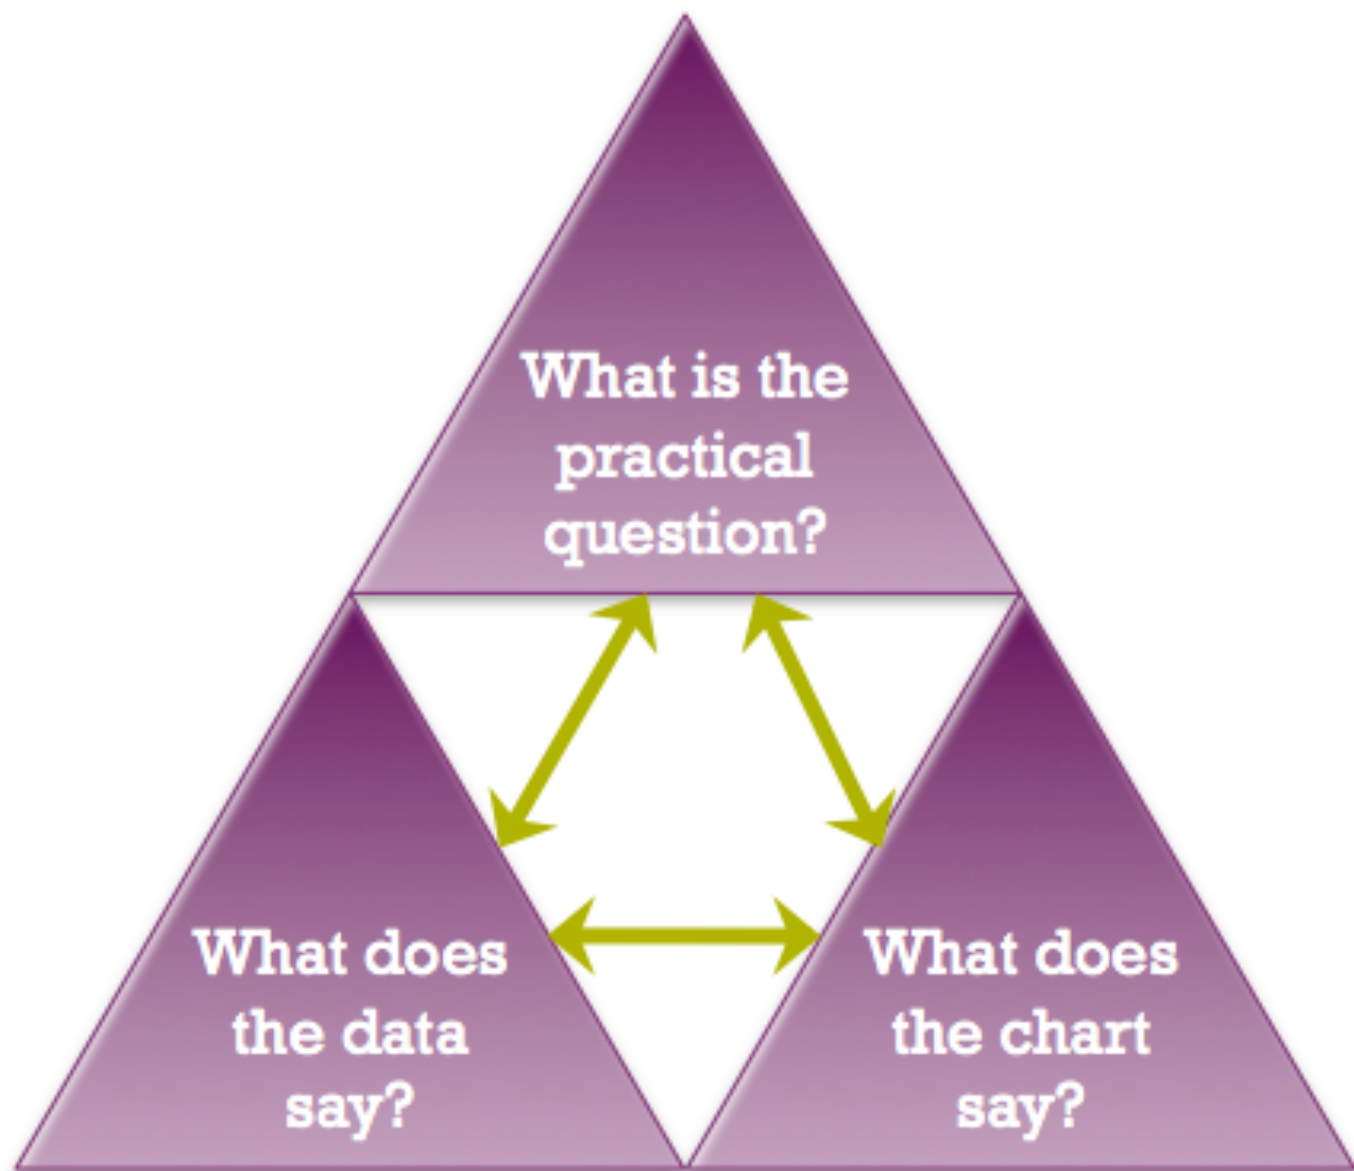 What is the
practical
question?
What does
the data
say?
What does
the chart
say?